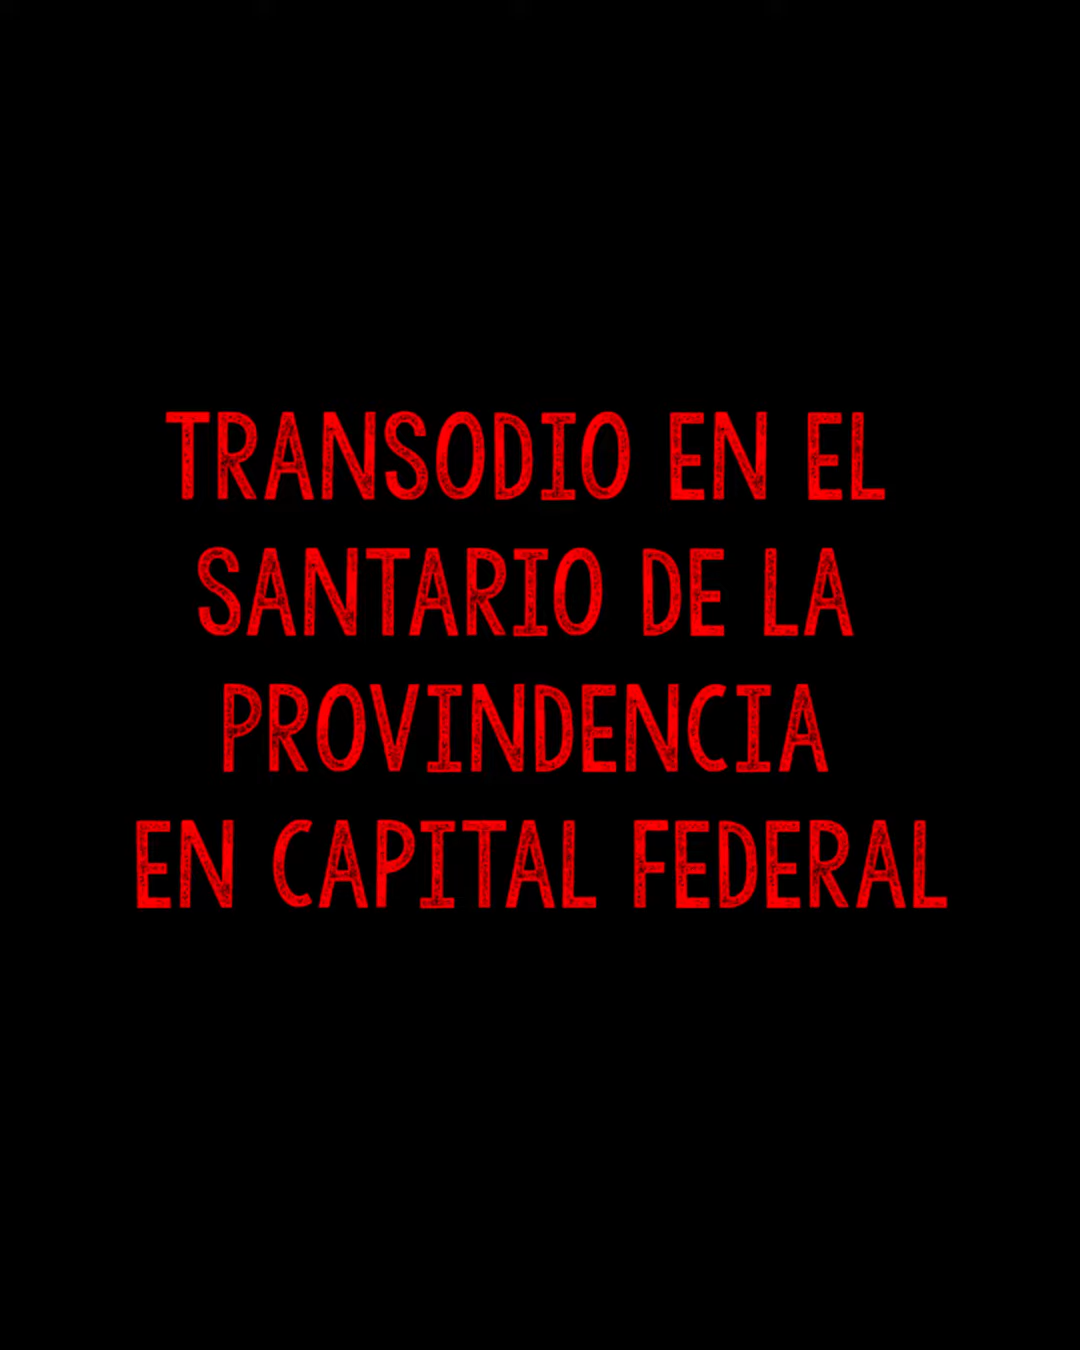 TRANSODIO EN EL
SANTARIO DE LA
PROVINDENCIA
EN CAPITAL FEDERAL